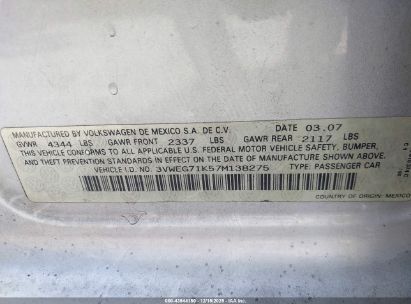 MANUFACTURED BY VOLKSWAGEN DE MEXICO S.A. DE C.V. DATE 03.07
GVWR 4344 LBS GAWR FRONT 2337 LBS GAWR REAR 2117 LBS
THIS VEHICLE CONFORMS TO ALL APPLICABLE U.S. FEDERAL MOTOR VEHICLE SAFETY, BUMPER,
AND THEFT PREVENTION STANDARDS IN EFFECT ON THE DATE OF MANUFACTURE SHOWN ABOVE.
VEHICLE I.D. NO. 3VWEG71K57M138275 TYPE: PASSENGER CAR
COUNTRY OF ORIGIN: MEXICO